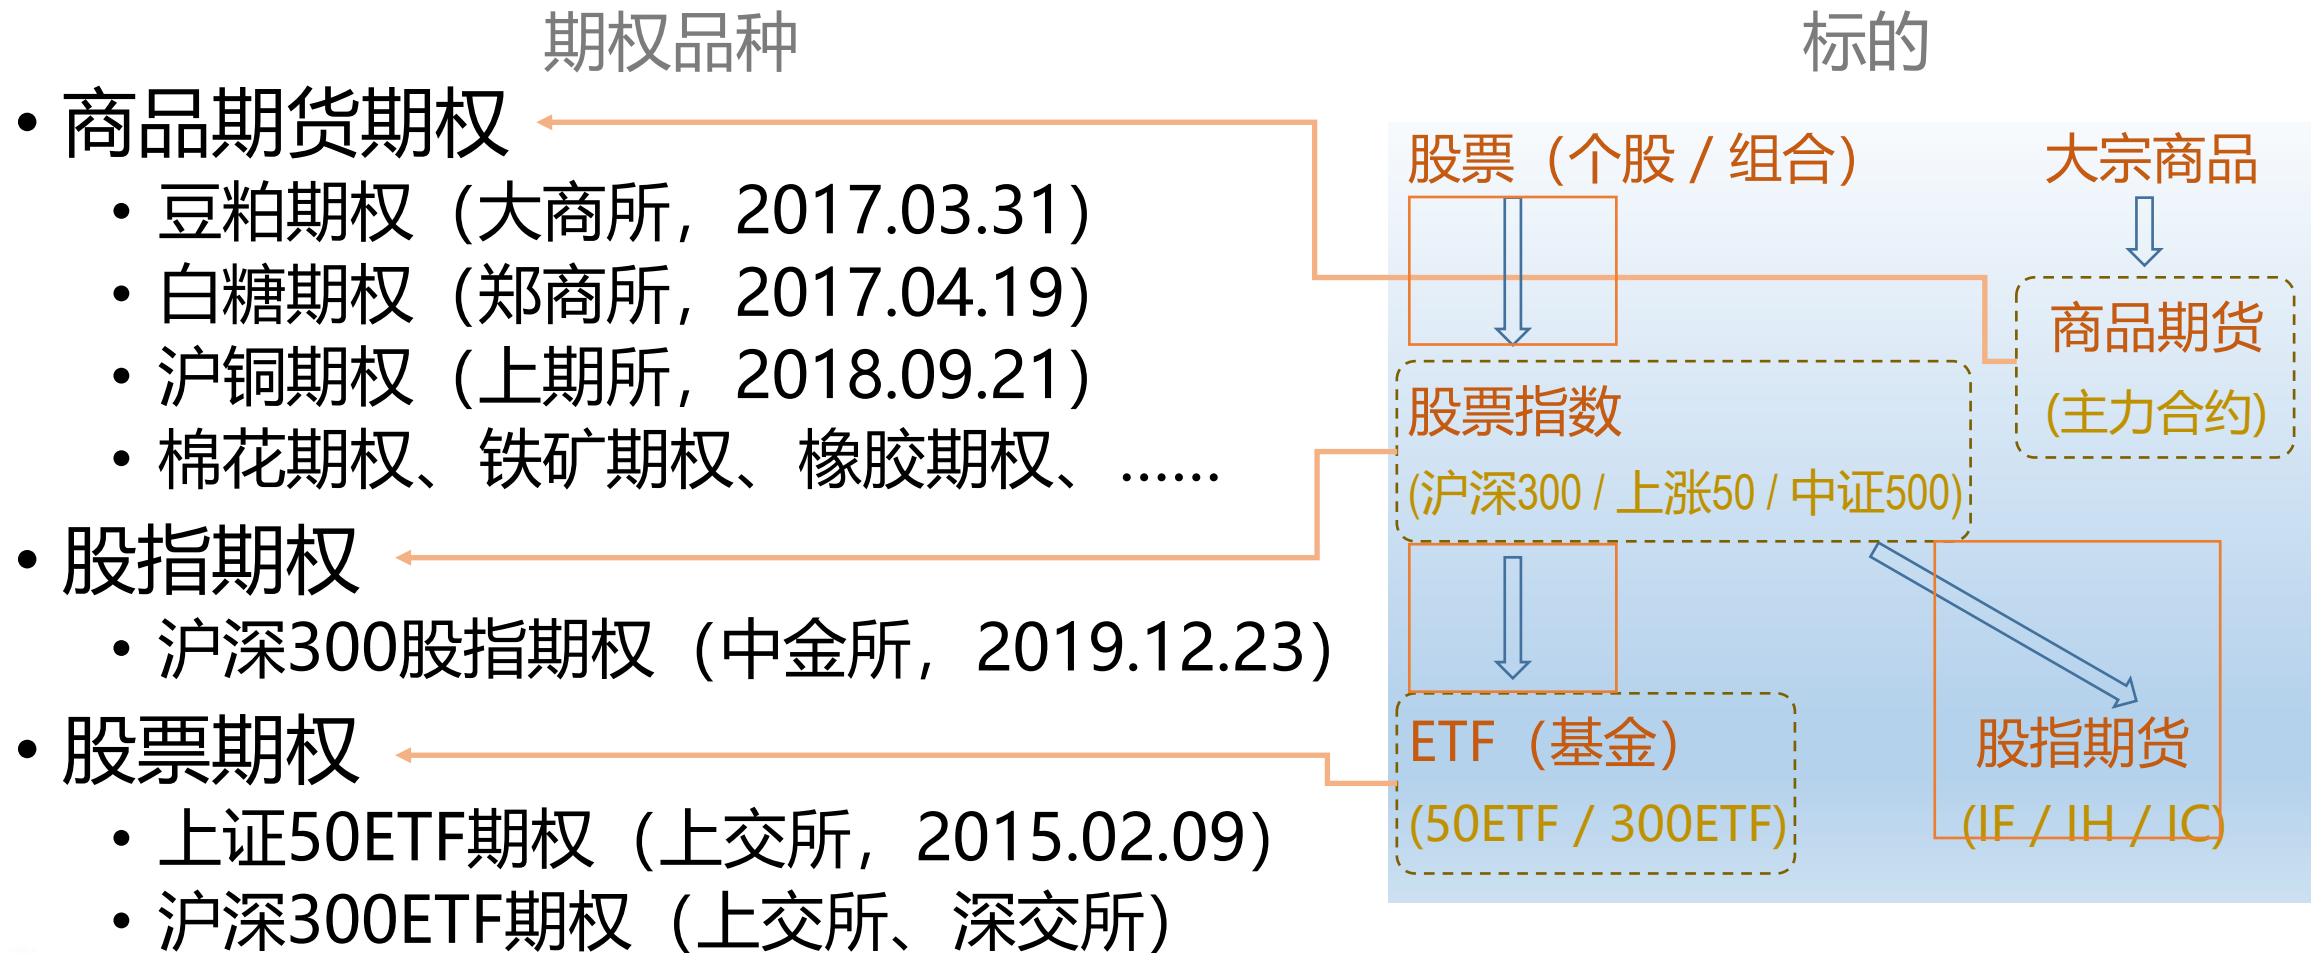 期权品种
• 商品期货期权
• 豆粕期权（大商所，2017.03.31）
• 白糖期权（郑商所，2017.04.19）
• 沪铜期权（上期所，2018.09.21）
• 棉花期权、铁矿期权、橡胶期权、……
• 股指期权
• 沪深300股指期权（中金所，2019.12.23）
• 股票期权
• 上证50ETF期权（上交所，2015.02.09）
• 沪深300ETF期权（上交所、深交所）
标的
股票（个股 / 组合）
大宗商品
商品期货
(主力合约)
股票指数
(沪深300 / 上涨50 / 中证500)
ETF（基金）
(50ETF / 300ETF)
股指期货
(IF / IH / IC)